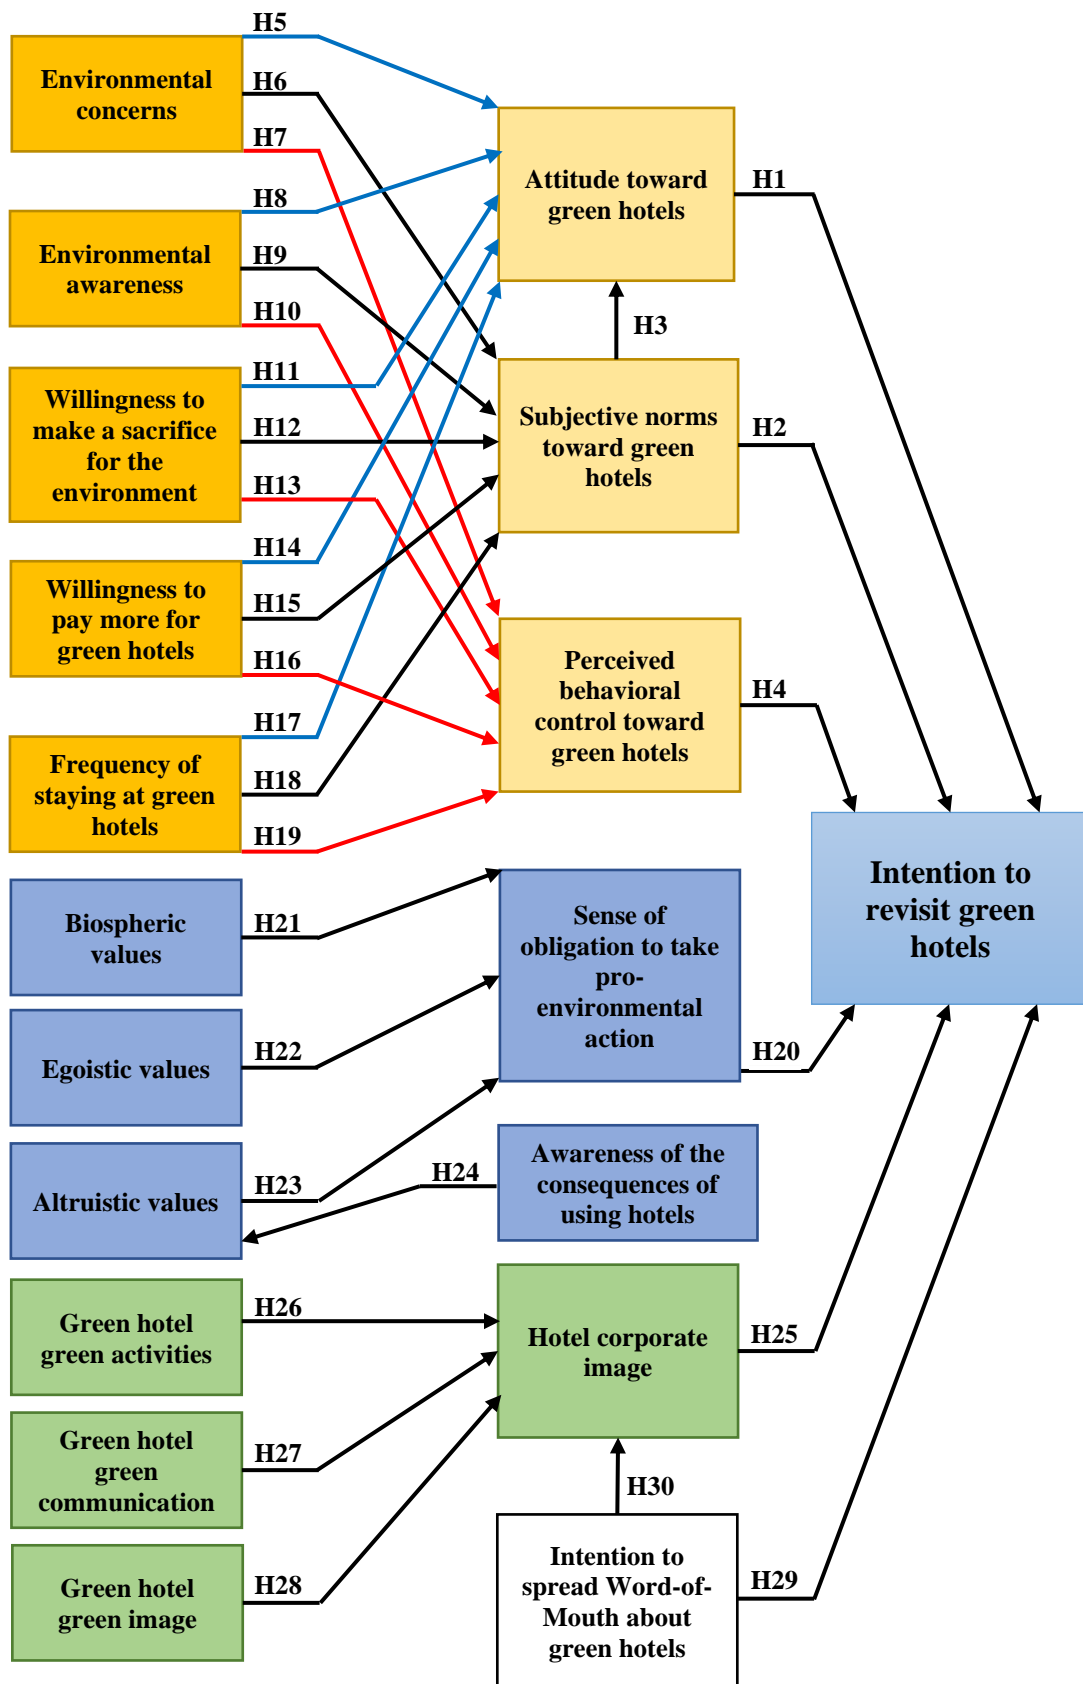 H5
Environmental
concerns
H6
H7
Attitude toward
green hotels
H1
H8
Environmental
awareness
H9
H10
H3
H11
Willingness to
make a sacrifice
for the
environment
H12
H13
Subjective norms
toward green
hotels
H2
H14
Willingness to
pay more for
green hotels
H15
H16
Perceived
behavioral
control toward
green hotels
H4
H17
Frequency of
staying at green
hotels
H18
H19
Intention to
revisit green
hotels
Biospheric
values
H21
Sense of
obligation to take
pro-
environmental
action
H20
Egoistic values
H22
Altruistic values
H23
H24
Awareness of the
consequences of
using hotels
Green hotel
green activities
H26
Hotel corporate
image
H25
Green hotel
green
communication
H27
H30
Green hotel
green image
H28
Intention to
spread Word-of-
Mouth about
green hotels
H29